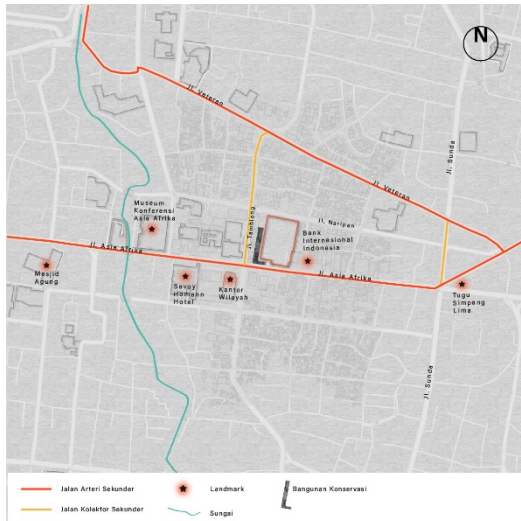 N
Jl. Veteran
Jl. Sunda
Jl. Veteran
Museum
Konferensi
Asia Afrika
Jl. Tamblong
Jl. Naripan
Bank
Internasional
Indonesia
Jl. Asia Afrika
Jl. Asia Afrika
Masjid
Agung
Savoy
Homann
Hotel
Kantor
Wilayah
Tugu
Simpang
Lima
Jl. Sunda
Jalan Arteri Sekunder
Landmark
Bangunan Konservasi
Jalan Kolektor Sekunder
Sungai